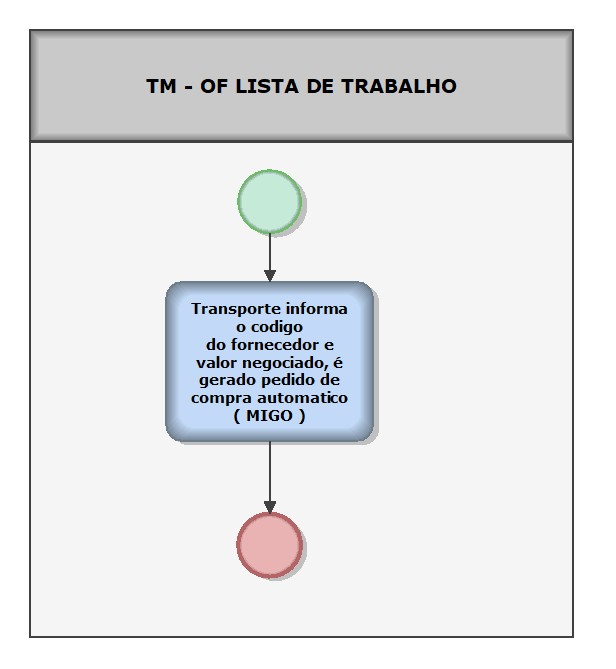 TM - OF LISTA DE TRABALHO
Transporte informa
o codigo
do fornecedor e
valor negociado, é
gerado pedido de
compra automatico
( MIGO )